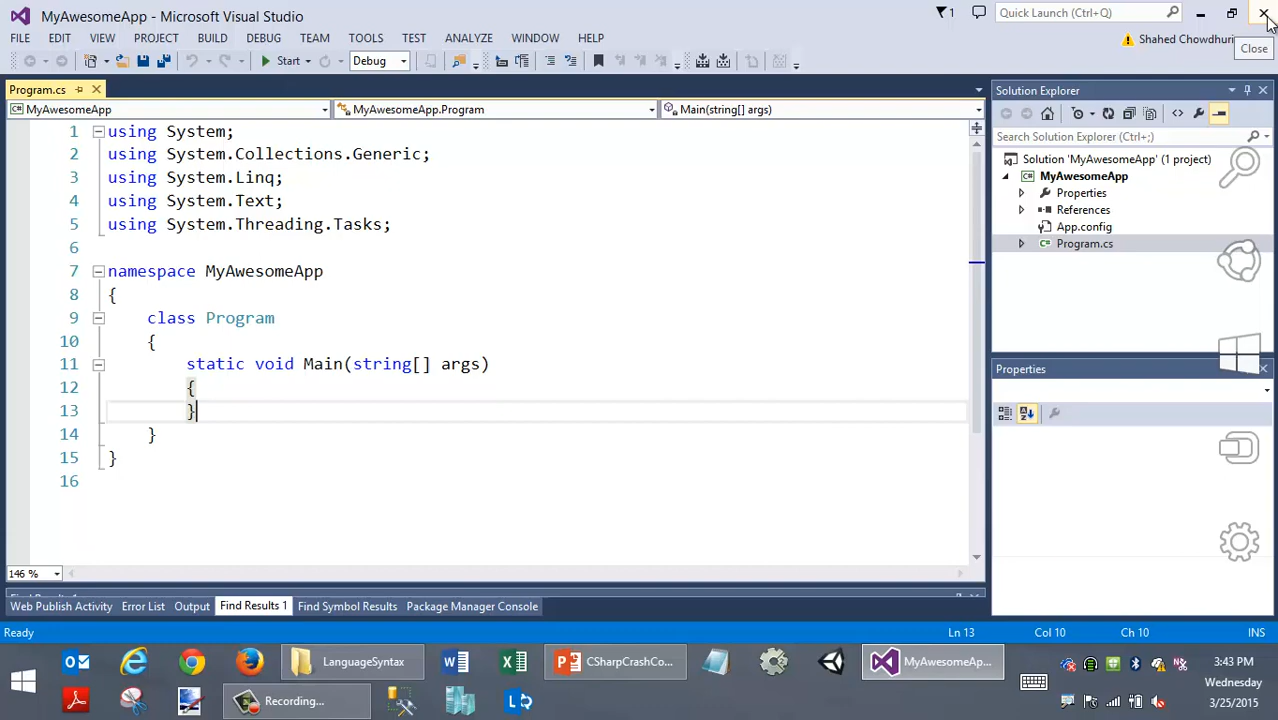 MyAwesomeApp - Microsoft Visual Studio
1
Quick Launch (Ctrl+Q)
FILE EDIT VIEW PROJECT BUILD DEBUG TEAM TOOLS TEST ANALYZE WINDOW HELP
Shahed Chowdhuri
Close
Start
Debug
Program.cs
MyAwesomeApp
MyAwesomeApp.Program
Main(string[] args)
1 using System;
2 using System.Collections.Generic;
3 using System.Linq;
4 using System.Text;
5 using System.Threading.Tasks;
6
7 namespace MyAwesomeApp
8 {
9 class Program
10 {
11 static void Main(string[] args)
12 {
13 }
14 }
15 }
16
146 %
Solution Explorer
Search Solution Explorer (Ctrl+;)
Solution 'MyAwesomeApp' (1 project)
MyAwesomeApp
Properties
References
App.config
Program.cs
Properties
Web Publish Activity Error List Output Find Results 1 Find Symbol Results Package Manager Console
Ready
Ln 13 Col 10 Ch 10 INS
LanguageSyntax
CSharpCrashCo...
MyAwesomeAp...
Recording...
3:43 PM
Wednesday
3/25/2015